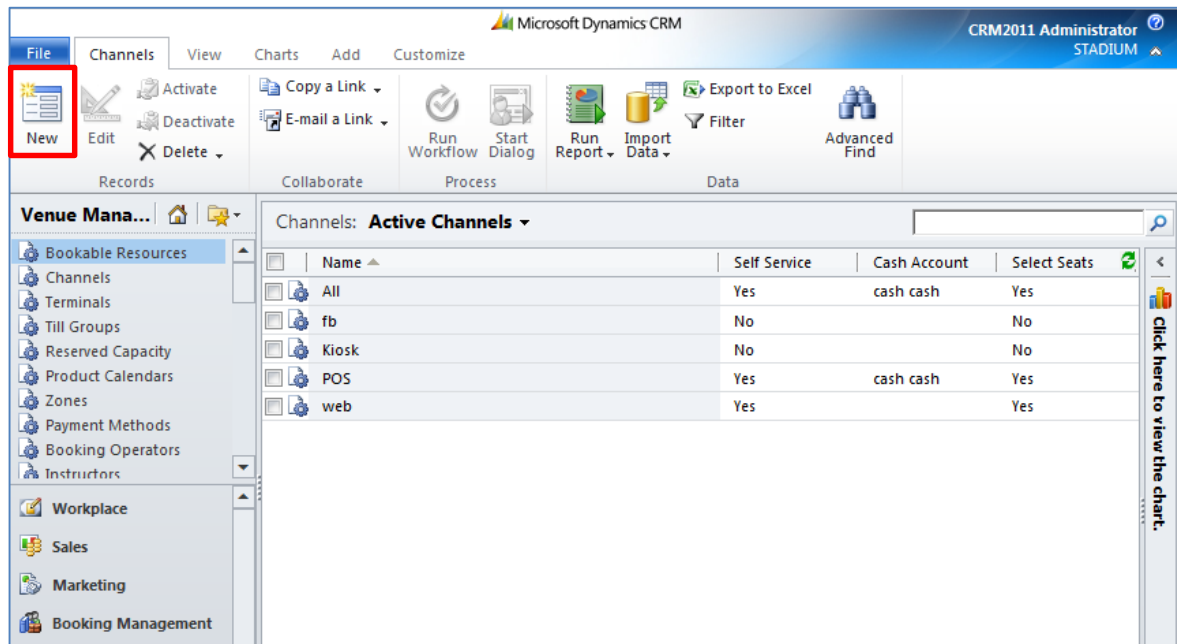 Microsoft Dynamics CRM
CRM2011 Administrator
STADIUM
File Channels View Charts Add Customize
New
Edit
Activate
Deactivate
Delete
Records
Copy a Link
E-mail a Link
Collaborate
Run Workflow
Start Dialog
Process
Run Report
Import Data
Export to Excel
Filter
Advanced Find
Data
Venue Mana...
Bookable Resources
Channels
Terminals
Till Groups
Reserved Capacity
Product Calendars
Zones
Payment Methods
Booking Operators
Instructors
Workplace
Sales
Marketing
Booking Management
Channels: Active Channels
Name Self Service Cash Account Select Seats
All Yes cash cash Yes
fb No No
Kiosk No No
POS Yes cash cash Yes
web Yes Yes
Click here to view the chart.